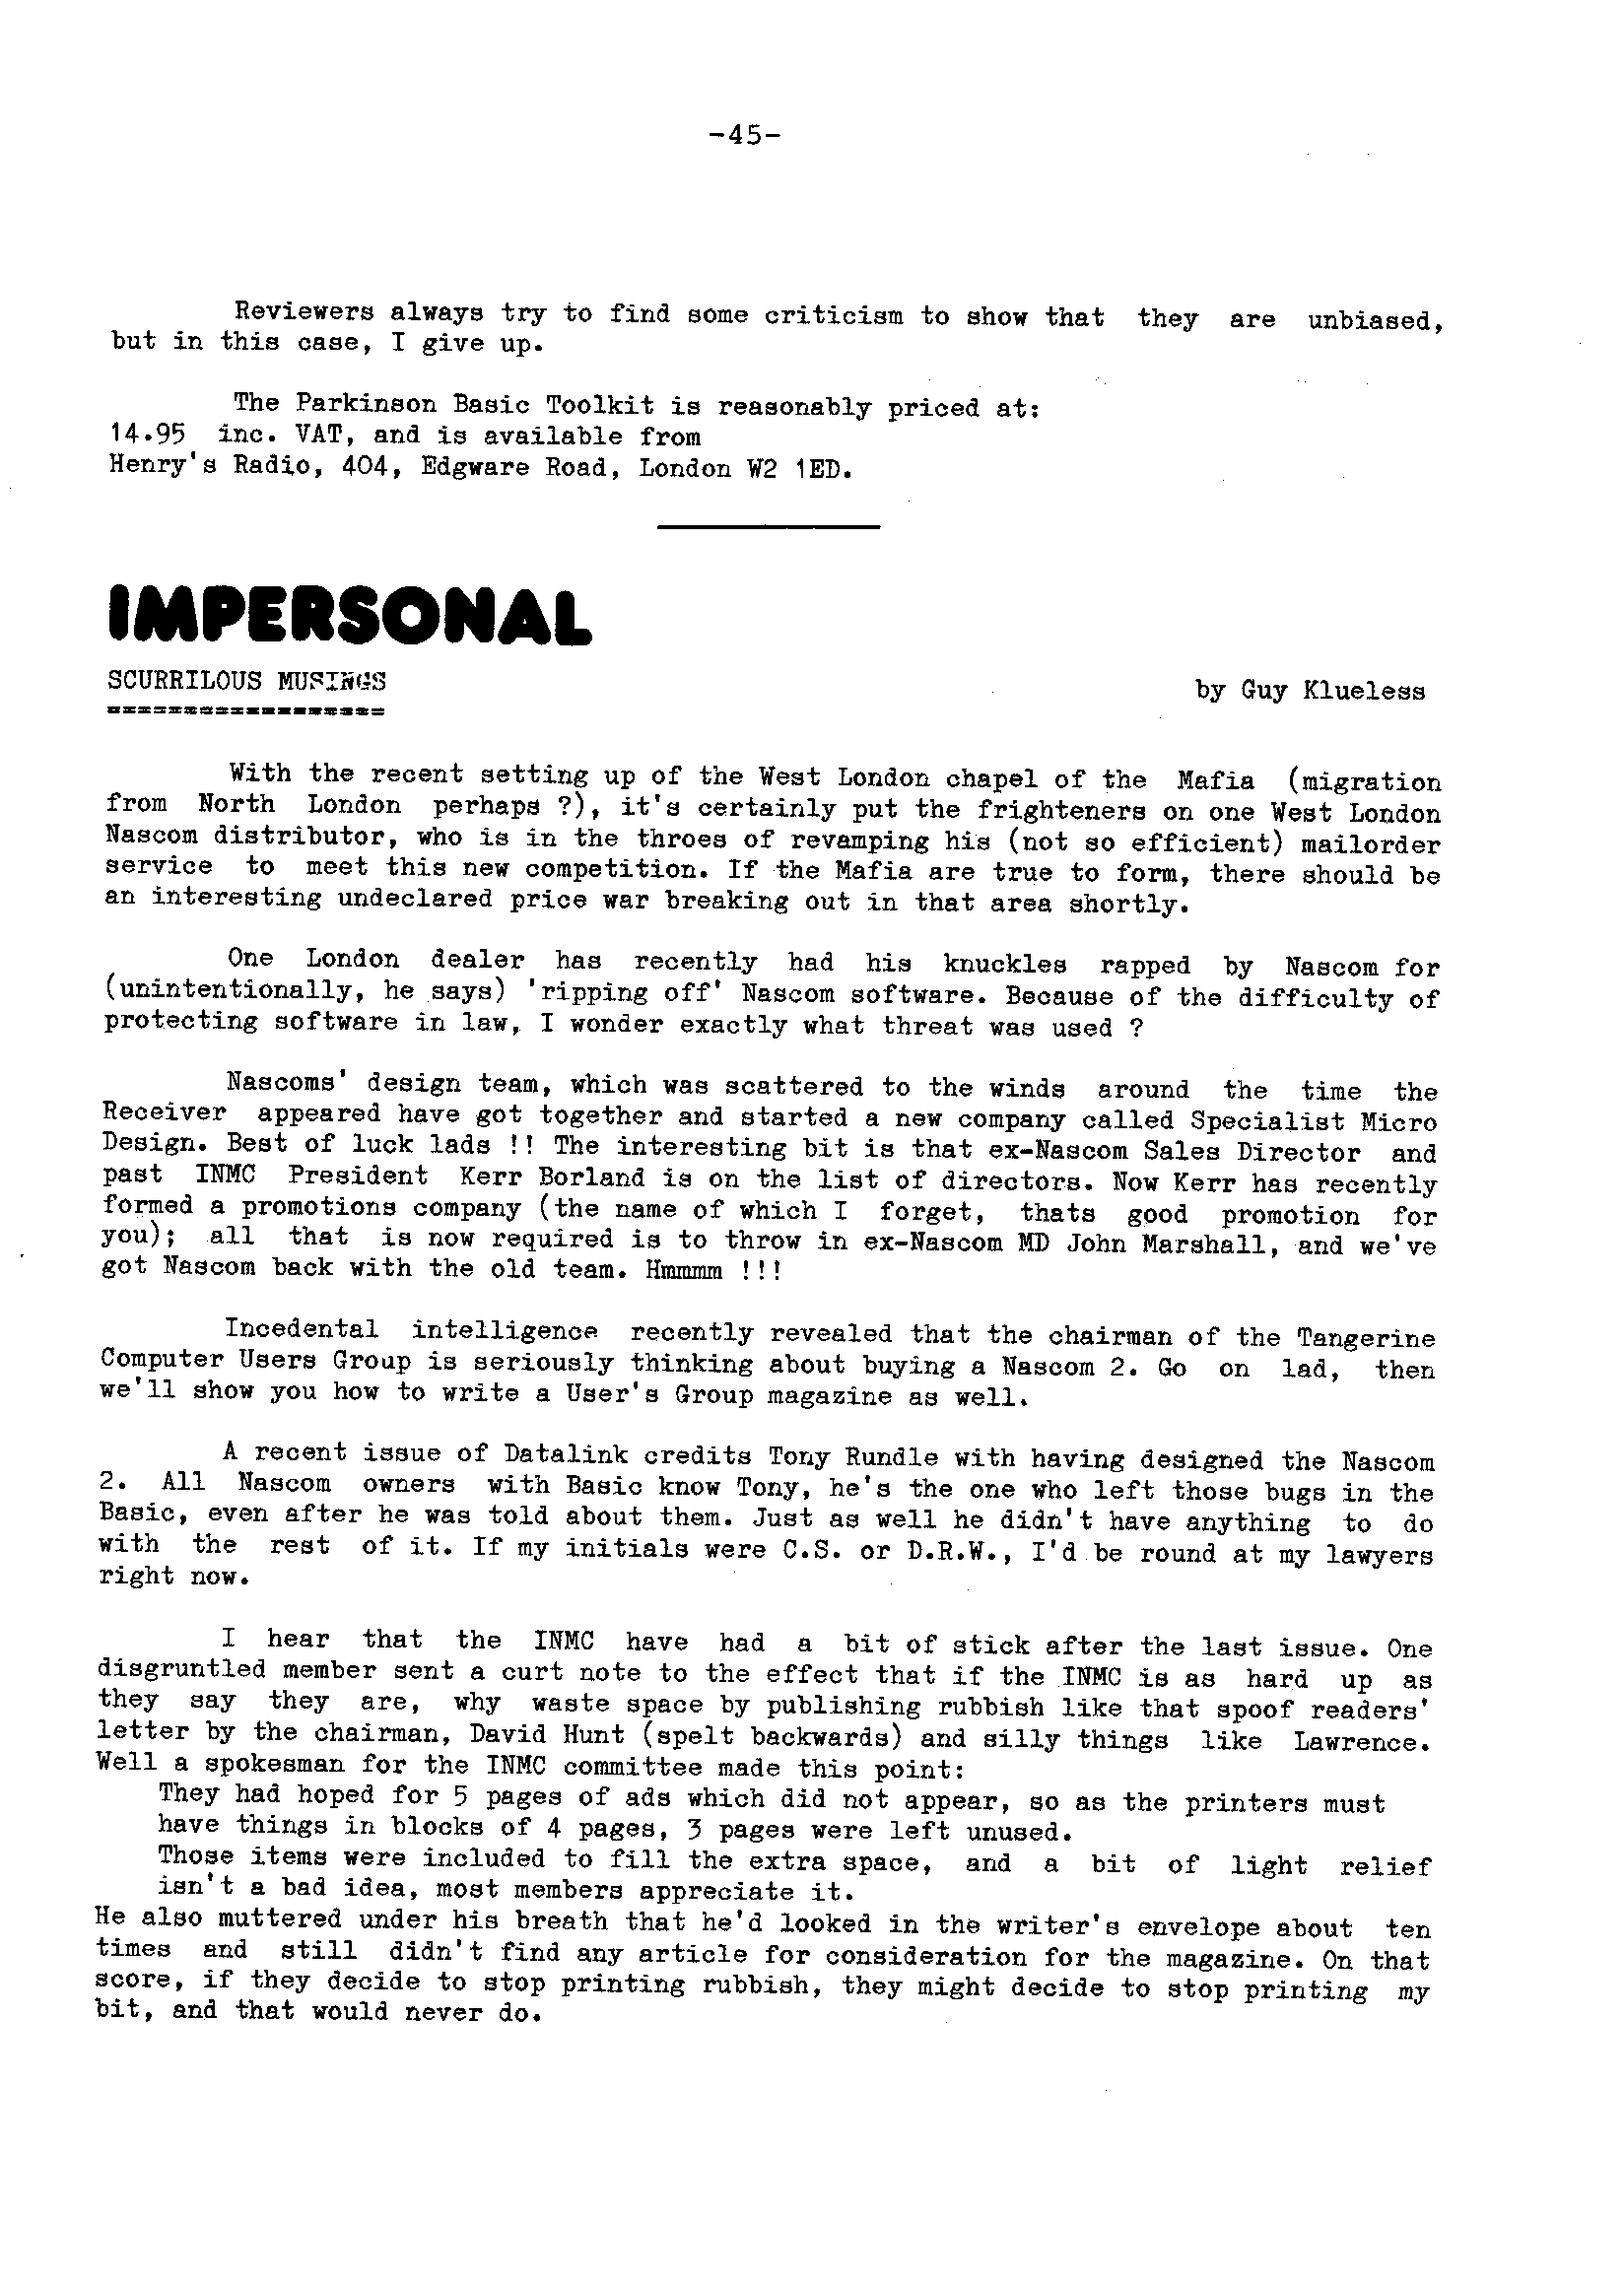 -45-
Reviewers always try to find some criticism to show that they are unbiased,
but in this case, I give up.
The Parkinson Basic Toolkit is reasonably priced at:
14.95 inc. VAT, and is available from
Henry's Radio, 404, Edgware Road, London W2 1ED.
IMPERSONAL
SCURRILOUS MUSINGS
by Guy Klueless
With the recent setting up of the West London chapel of the Mafia (migration
from North London perhaps ?), it's certainly put the frighteners on one West London
Nascom distributor, who is in the throes of revamping his (not so efficient) mailorder
service to meet this new competition. If the Mafia are true to form, there should be
an interesting undeclared price war breaking out in that area shortly.
One London dealer has recently had his knuckles rapped by Nascom for
(unintentionally, he says) 'ripping off' Nascom software. Because of the difficulty of
protecting software in law, I wonder exactly what threat was used ?
Nascoms' design team, which was scattered to the winds around the time the
Receiver appeared have got together and started a new company called Specialist Micro
Design. Best of luck lads !! The interesting bit is that ex-Nascom Sales Director and
past INMC President Kerr Borland is on the list of directors. Now Kerr has recently
formed a promotions company (the name of which I forget, thats good promotion for
you); all that is now required is to throw in ex-Nascom MD John Marshall, and we've
got Nascom back with the old team. Hmmmm !!!
Incedental intelligence recently revealed that the chairman of the Tangerine
Computer Users Group is seriously thinking about buying a Nascom 2. Go on lad, then
we'll show you how to write a User's Group magazine as well.
A recent issue of Datalink credits Tony Rundle with having designed the Nascom
2. All Nascom owners with Basic know Tony, he's the one who left those bugs in the
Basic, even after he was told about them. Just as well he didn't have anything to do
with the rest of it. If my initials were C.S. or D.R.W., I'd be round at my lawyers
right now.
I hear that the INMC have had a bit of stick after the last issue. One
disgruntled member sent a curt note to the effect that if the INMC is as hard up as
they say they are, why waste space by publishing rubbish like that spoof readers'
letter by the chairman, David Hunt (spelt backwards) and silly things like Lawrence.
Well a spokesman for the INMC committee made this point:
They had hoped for 5 pages of ads which did not appear, so as the printers must
have things in blocks of 4 pages, 3 pages were left unused.
Those items were included to fill the extra space, and a bit of light relief
isn't a bad idea, most members appreciate it.
He also muttered under his breath that he'd looked in the writer's envelope about ten
times and still didn't find any article for consideration for the magazine. On that
score, if they decide to stop printing rubbish, they might decide to stop printing my
bit, and that would never do.